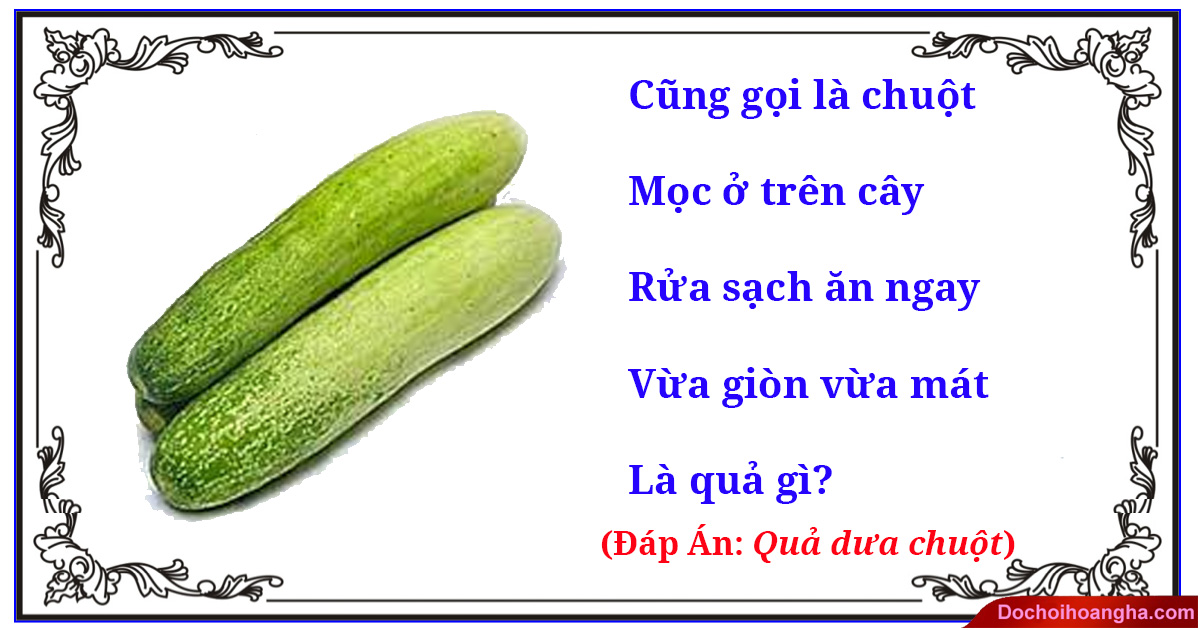 Cũng gọi là chuột
Mọc ở trên cây
Rửa sạch ăn ngay
Vừa giòn vừa mát
Là quả gì?
(Đáp Án: Quả dưa chuột)
Dochoihoangha.com